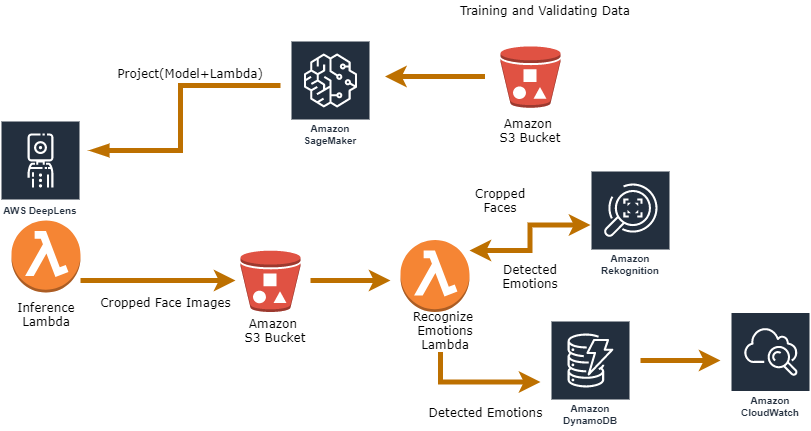 Training and Validating Data
Project(Model+Lambda)
Amazon
SageMaker
Amazon
S3 Bucket
AWS DeepLens
Inference
Lambda
Cropped Face Images
Amazon
S3 Bucket
Recognize
Emotions
Lambda
Cropped
Faces
Detected
Emotions
Amazon
Rekognition
Detected Emotions
Amazon
DynamoDB
Amazon
CloudWatch